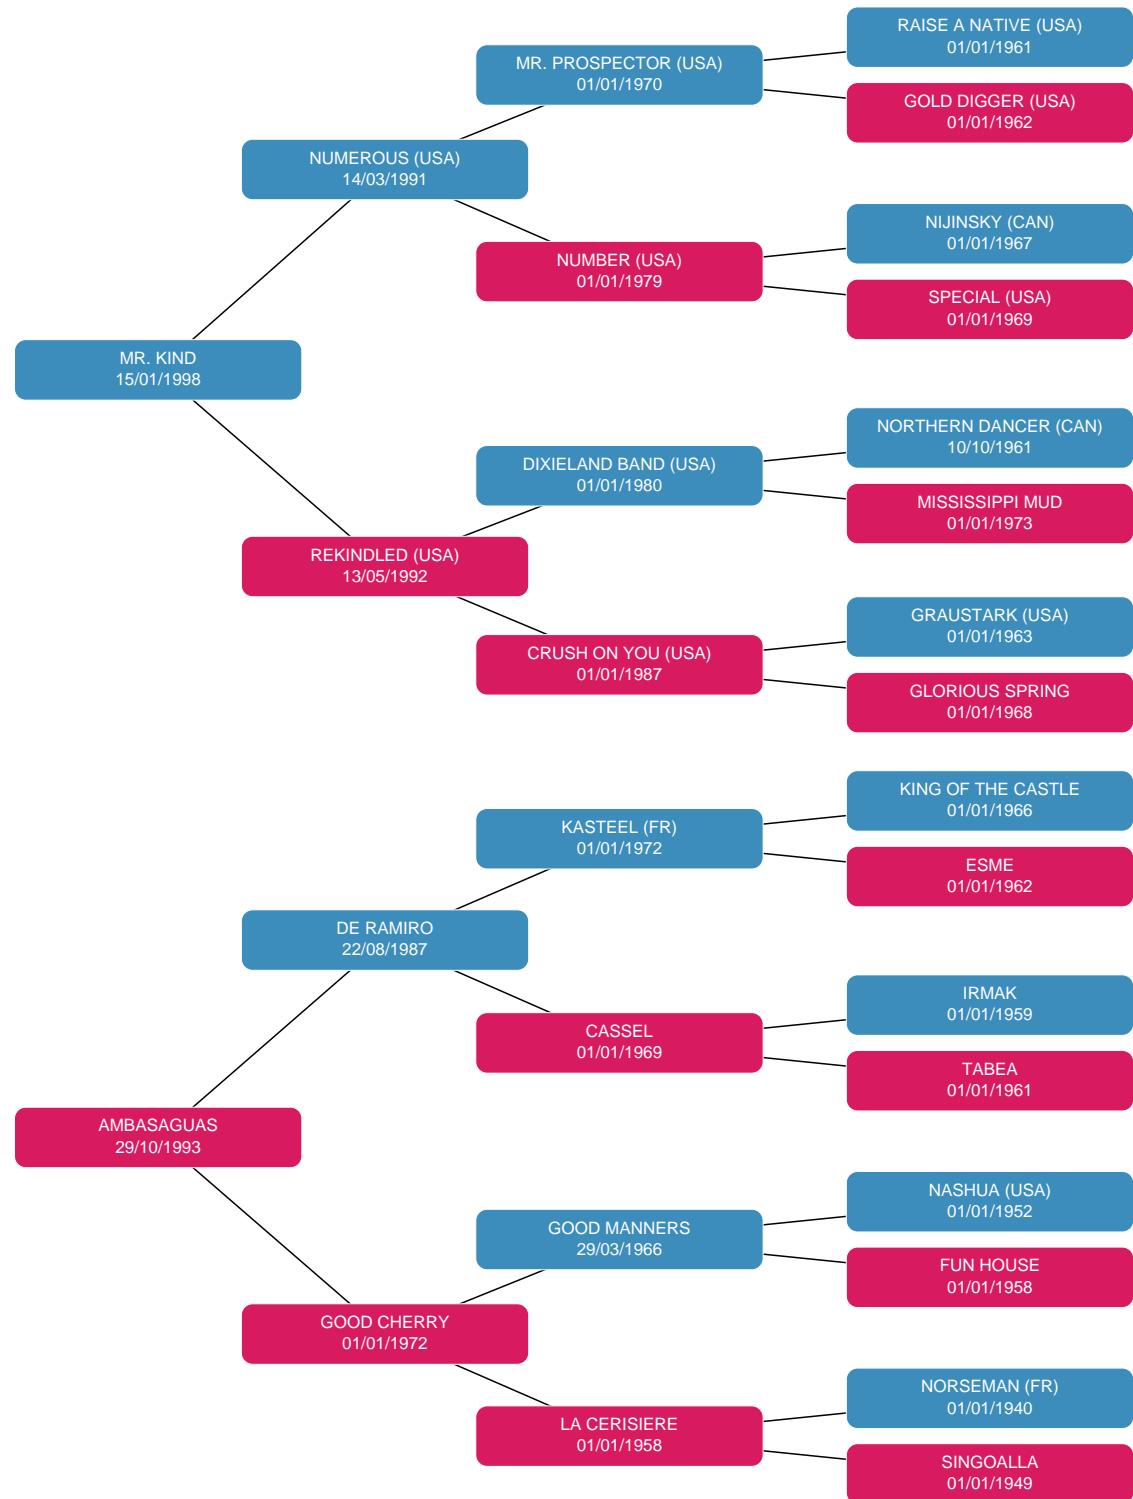 RAISE A NATIVE (USA)
01/01/1961
MR. PROSPECTOR (USA)
01/01/1970
GOLD DIGGER (USA)
01/01/1962
NUMEROUS (USA)
14/03/1991
NIJINSKY (CAN)
01/01/1967
NUMBER (USA)
01/01/1979
SPECIAL (USA)
01/01/1969
MR. KIND
15/01/1998
NORTHERN DANCER (CAN)
10/10/1961
DIXIELAND BAND (USA)
01/01/1980
MISSISSIPPI MUD
01/01/1973
REKINDLED (USA)
13/05/1992
GRAUSTARK (USA)
01/01/1963
CRUSH ON YOU (USA)
01/01/1987
GLORIOUS SPRING
01/01/1968
KING OF THE CASTLE
01/01/1966
KASTEEL (FR)
01/01/1972
ESME
01/01/1962
DE RAMIRO
22/08/1987
IRMAK
01/01/1959
CASSEL
01/01/1969
TABEA
01/01/1961
AMBASAGUAS
29/10/1993
NASHUA (USA)
01/01/1952
GOOD MANNERS
29/03/1966
FUN HOUSE
01/01/1958
GOOD CHERRY
01/01/1972
NORSEMAN (FR)
01/01/1940
LA CERISIERE
01/01/1958
SINGOALLA
01/01/1949